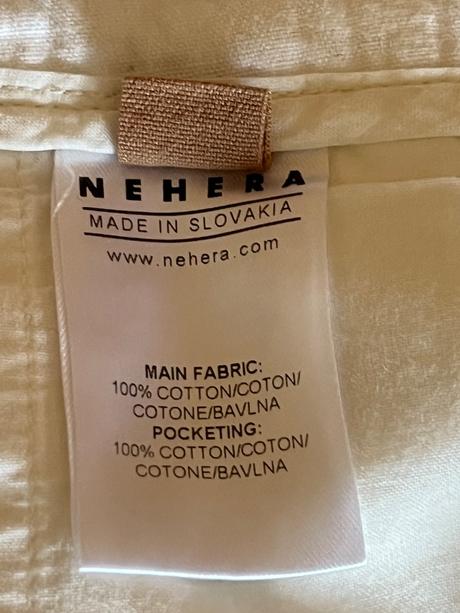 NEHERA
MADE IN SLOVAKIA
www.nehera.com
MAIN FABRIC:
100% COTTON/COTON/
COTONE/BAVLNA
POCKETING:
100% COTTON/COTON/
COTONE/BAVLNA